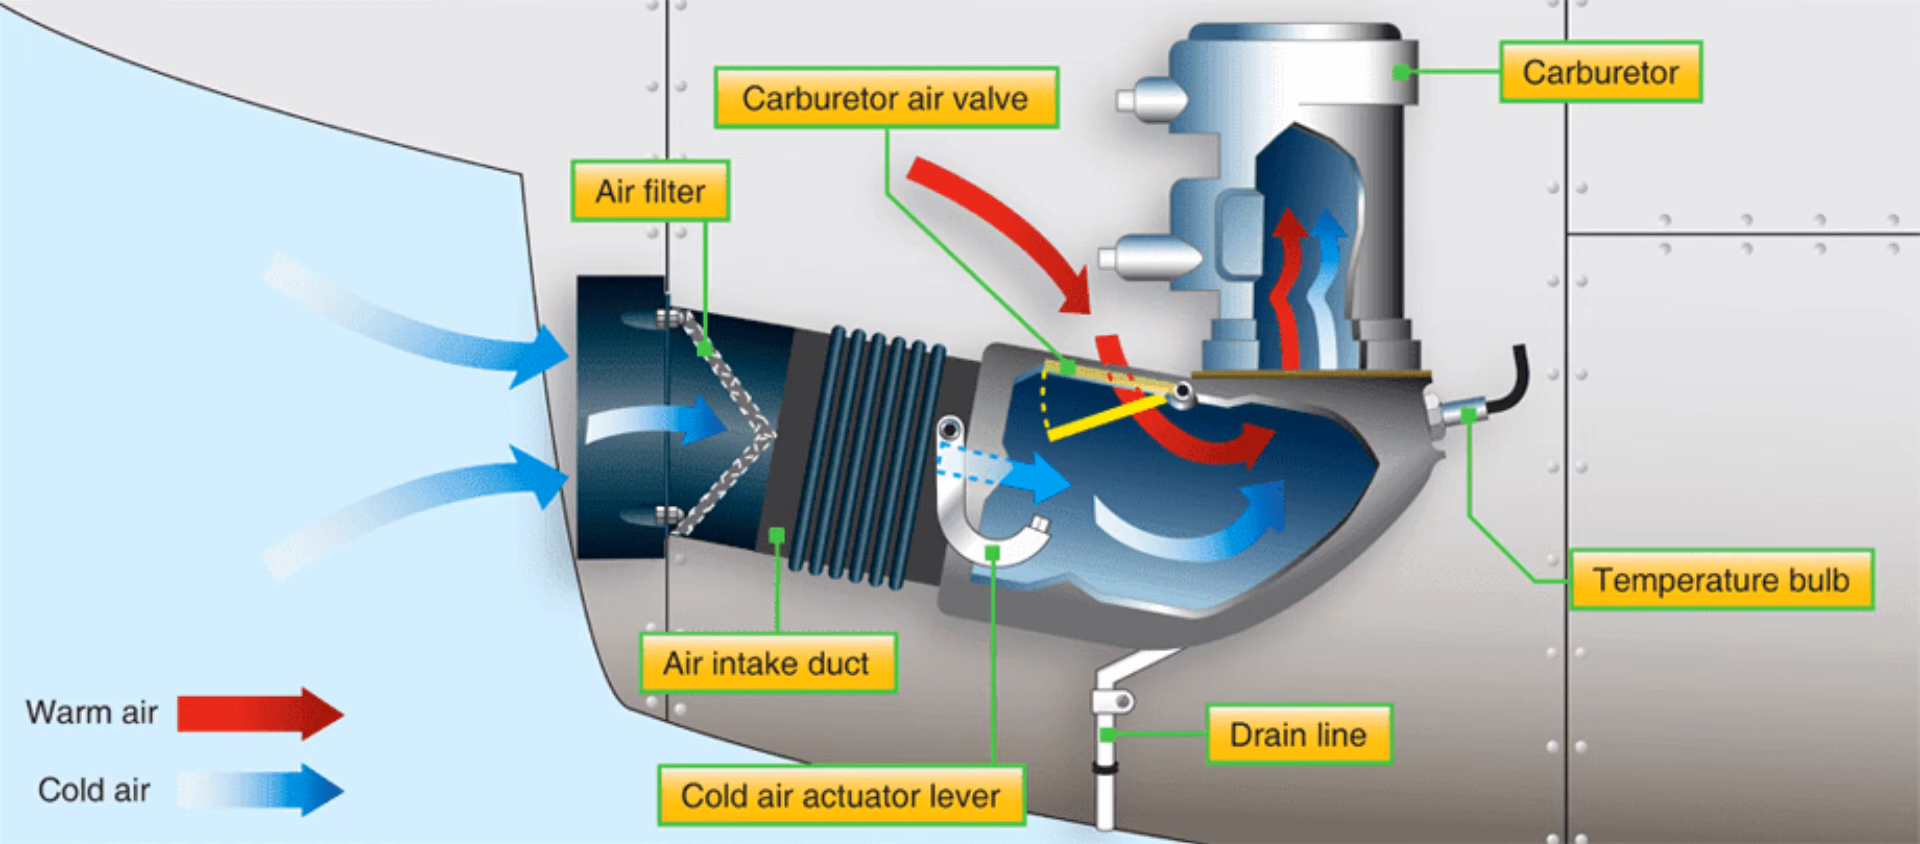 Carburetor
Carburetor air valve
Air filter
Temperature bulb
Air intake duct
Warm air
Drain line
Cold air
Cold air actuator lever